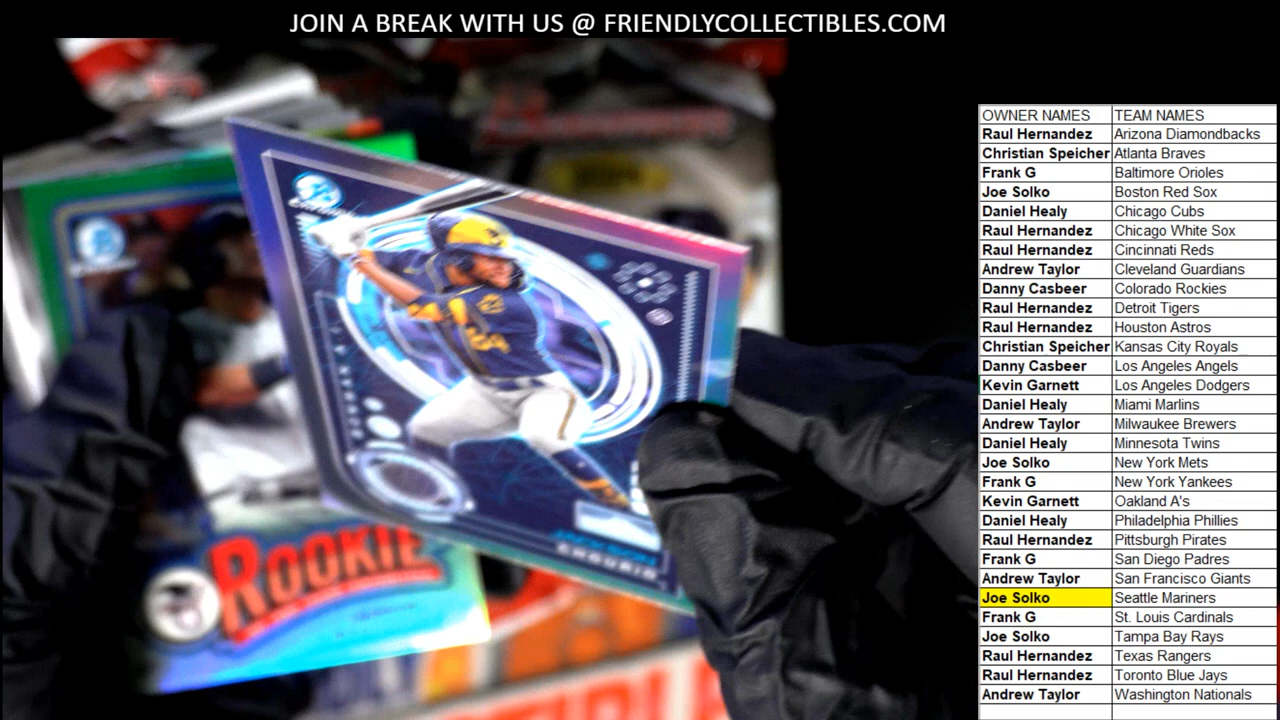 JOIN A BREAK WITH US @ FRIENDLYCOLLECTIBLES.COM
OWNER NAMES TEAM NAMES
Raul Hernandez Arizona Diamondbacks
Christian Speicher Atlanta Braves
Frank G Baltimore Orioles
Joe Solko Boston Red Sox
Daniel Healy Chicago Cubs
Raul Hernandez Chicago White Sox
Raul Hernandez Cincinnati Reds
Andrew Taylor Cleveland Guardians
Danny Casbeer Colorado Rockies
Raul Hernandez Detroit Tigers
Raul Hernandez Houston Astros
Christian Speicher Kansas City Royals
Danny Casbeer Los Angeles Angels
Kevin Garnett Los Angeles Dodgers
Daniel Healy Miami Marlins
Andrew Taylor Milwaukee Brewers
Daniel Healy Minnesota Twins
Joe Solko New York Mets
Frank G New York Yankees
Kevin Garnett Oakland A's
Daniel Healy Philadelphia Phillies
Raul Hernandez Pittsburgh Pirates
Frank G San Diego Padres
Andrew Taylor San Francisco Giants
Joe Solko Seattle Mariners
Frank G St. Louis Cardinals
Joe Solko Tampa Bay Rays
Raul Hernandez Texas Rangers
Raul Hernandez Toronto Blue Jays
Andrew Taylor Washington Nationals
JACKSON
CHOURIO
ROOKIE